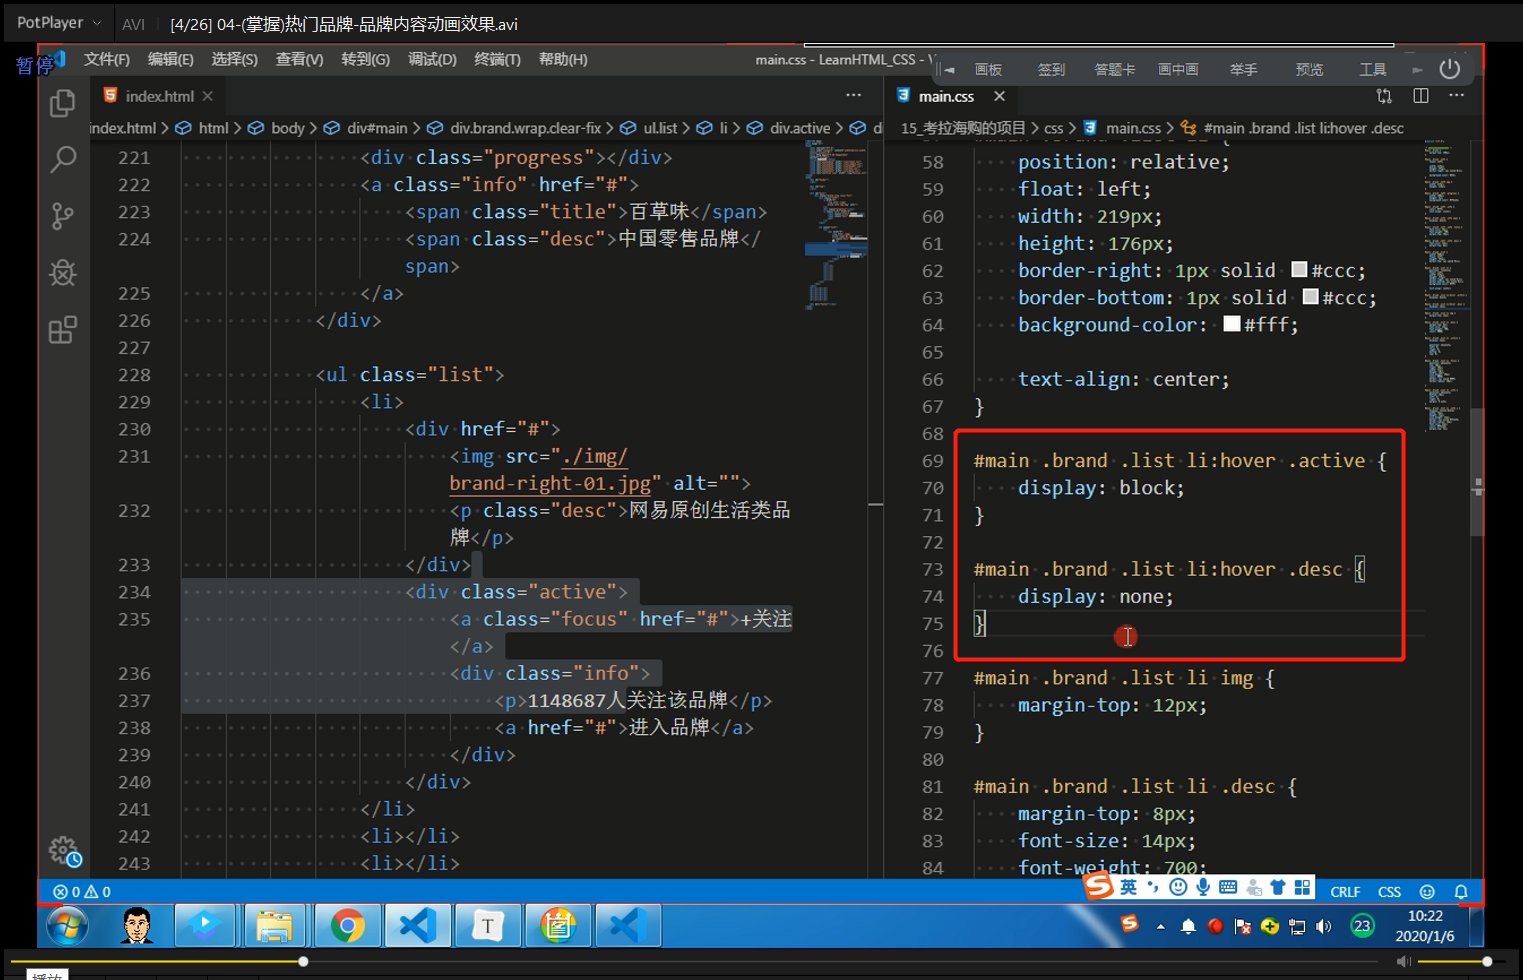 PotPlayer AVI [4/26] 04-(掌握)热门品牌-品牌内容动画效果.avi
暂停
文件(F) 编辑(E) 选择(S) 查看(V) 转到(G) 调试(D) 终端(T) 帮助(H) main.css - LearnHTML_CSS - V
画板 签到 答题卡 画中画 举手 预览 工具
index.html
main.css
index.html > html > body > div#main > div.brand.wrap.clear-fix > ul.list > li > div.active > d
15_考拉海购的项目 > css > main.css > #main .brand .list li:hover .desc
221 <div class="progress"></div>
222 <a class="info" href="#">
223 <span class="title">百草味</span>
224 <span class="desc">中国零售品牌</
span>
225 </a>
226 </div>
227
228 <ul class="list">
229 <li>
230 <div href="#">
231 <img src="./img/
brand-right-01.jpg" alt="">
232 <p class="desc">网易原创生活类品
牌</p>
233 </div>
234 <div class="active">
235 <a class="focus" href="#">+关注
</a>
236 <div class="info">
237 <p>1148687人关注该品牌</p>
238 <a href="#">进入品牌</a>
239 </div>
240 </div>
241 </li>
242 <li></li>
243 <li></li>
58 position: relative;
59 float: left;
60 width: 219px;
61 height: 176px;
62 border-right: 1px solid #ccc;
63 border-bottom: 1px solid #ccc;
64 background-color: #fff;
65
66 text-align: center;
67 }
68
69 #main .brand .list li:hover .active {
70 display: block;
71 }
72
73 #main .brand .list li:hover .desc {
74 display: none;
75 }
76
77 #main .brand .list li img {
78 margin-top: 12px;
79 }
80
81 #main .brand .list li .desc {
82 margin-top: 8px;
83 font-size: 14px;
84 font-weight: 700;
0 0
英
CRLF CSS
T
23
10:22
2020/1/6
播放